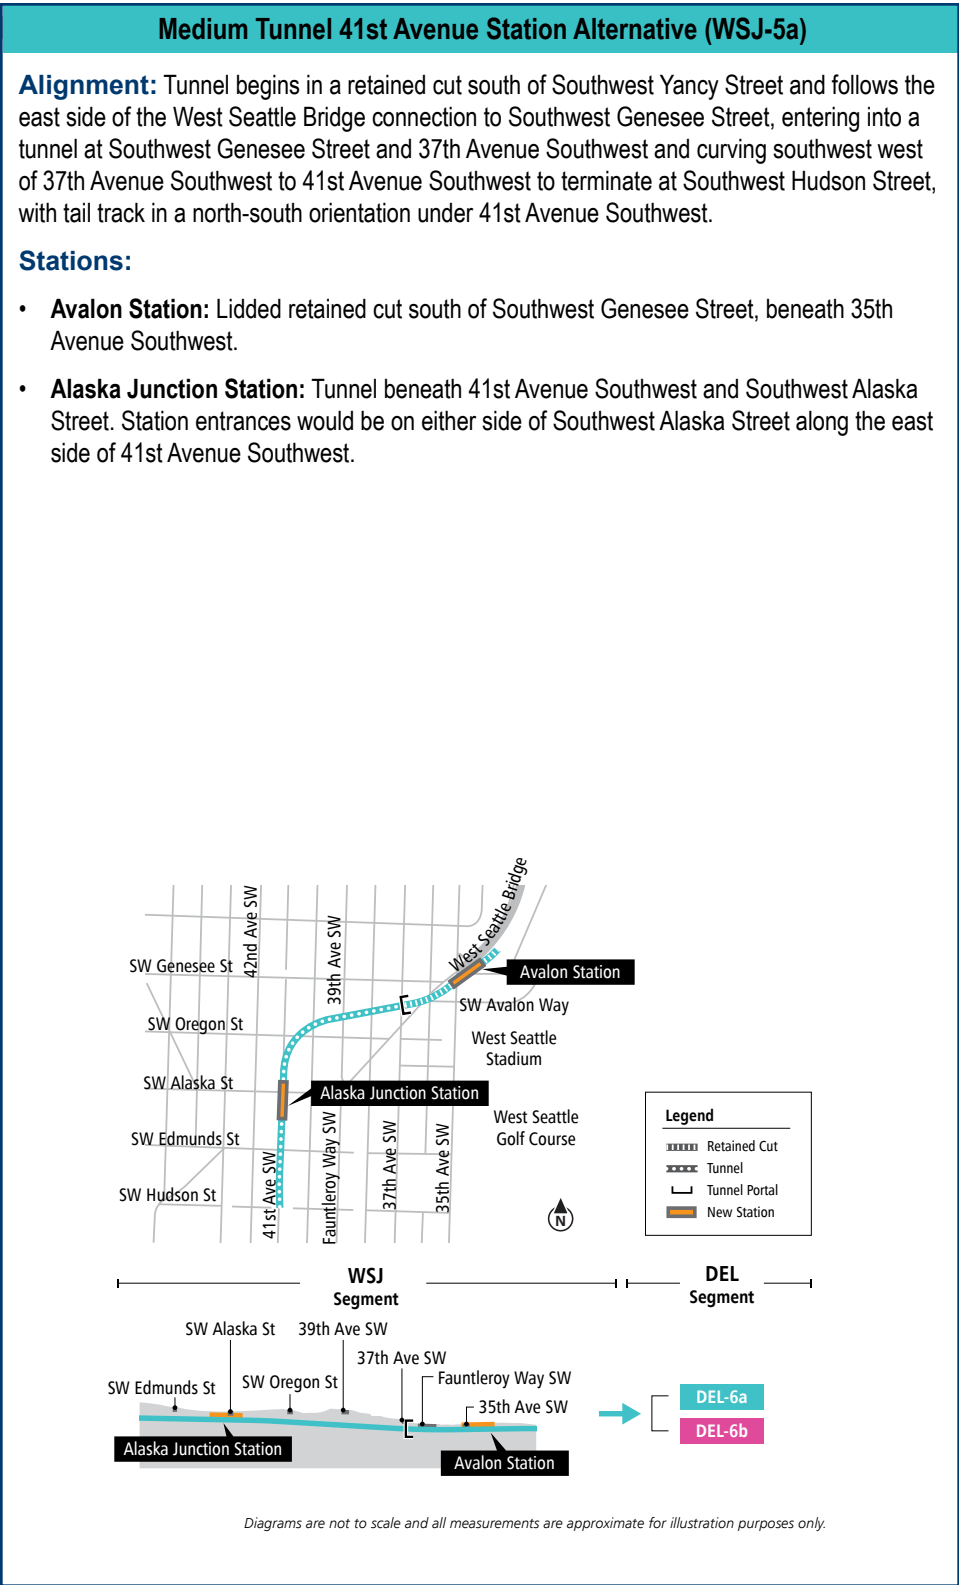 Medium Tunnel 41st Avenue Station Alternative (WSJ-5a)
Alignment: Tunnel begins in a retained cut south of Southwest Yancy Street and follows the
east side of the West Seattle Bridge connection to Southwest Genesee Street, entering into a
tunnel at Southwest Genesee Street and 37th Avenue Southwest and curving southwest west
of 37th Avenue Southwest to 41st Avenue Southwest to terminate at Southwest Hudson Street,
with tail track in a north-south orientation under 41st Avenue Southwest.
Stations:
• Avalon Station: Lidded retained cut south of Southwest Genesee Street, beneath 35th
Avenue Southwest.
• Alaska Junction Station: Tunnel beneath 41st Avenue Southwest and Southwest Alaska
Street. Station entrances would be on either side of Southwest Alaska Street along the east
side of 41st Avenue Southwest.
West Seattle Bridge
42nd Ave SW
39th Ave SW
SW Genesee St
Avalon Station
SW Avalon Way
SW Oregon St
West Seattle
Stadium
SW Alaska St
Alaska Junction Station
West Seattle
Golf Course
SW Edmunds St
SW Hudson St
41st Ave SW
Fauntleroy Way SW
37th Ave SW
35th Ave SW
N
Legend
Retained Cut
Tunnel
Tunnel Portal
New Station
WSJ
Segment
DEL
Segment
SW Alaska St
39th Ave SW
37th Ave SW
SW Edmunds St
SW Oregon St
Fauntleroy Way SW
35th Ave SW
Alaska Junction Station
Avalon Station
DEL-6a
DEL-6b
Diagrams are not to scale and all measurements are approximate for illustration purposes only.